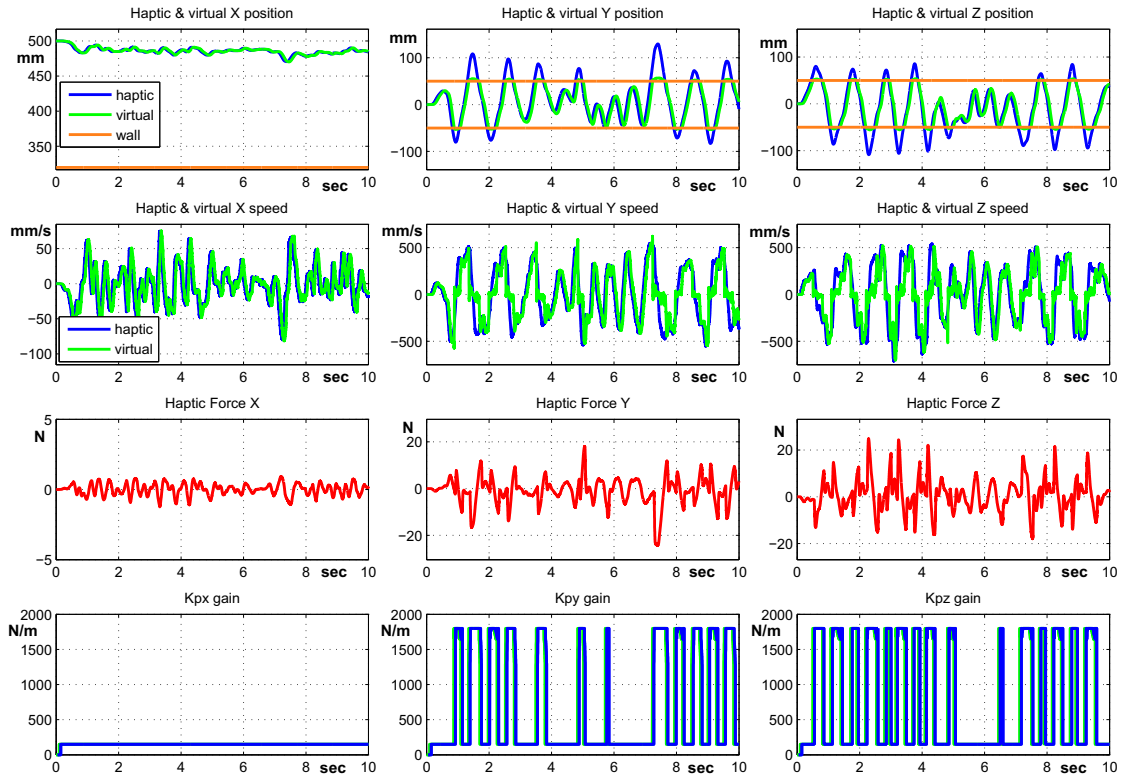 Haptic & virtual X position
500
mm
450
400
350
haptic
virtual
wall
0 2 4 6 8 10
sec
Haptic & virtual Y position
mm
100
0
−100
0 2 4 6 8 10
sec
Haptic & virtual Z position
mm
100
0
−100
0 2 4 6 8 10
sec
Haptic & virtual X speed
mm/s
50
0
−50
−100
haptic
virtual
0 2 4 6 8 10
sec
Haptic & virtual Y speed
mm/s
500
0
−500
0 2 4 6 8 10
sec
Haptic & virtual Z speed
mm/s
500
0
−500
0 2 4 6 8 10
sec
Haptic Force X
5
N
0
−5
0 2 4 6 8 10
sec
Haptic Force Y
N
20
0
−20
0 2 4 6 8 10
sec
Haptic Force Z
N
20
0
−20
0 2 4 6 8 10
sec
Kpx gain
2000
N/m
1500
1000
500
0
0 2 4 6 8 10
sec
Kpy gain
2000
N/m
1500
1000
500
0
0 2 4 6 8 10
sec
Kpz gain
2000
N/m
1500
1000
500
0
0 2 4 6 8 10
sec